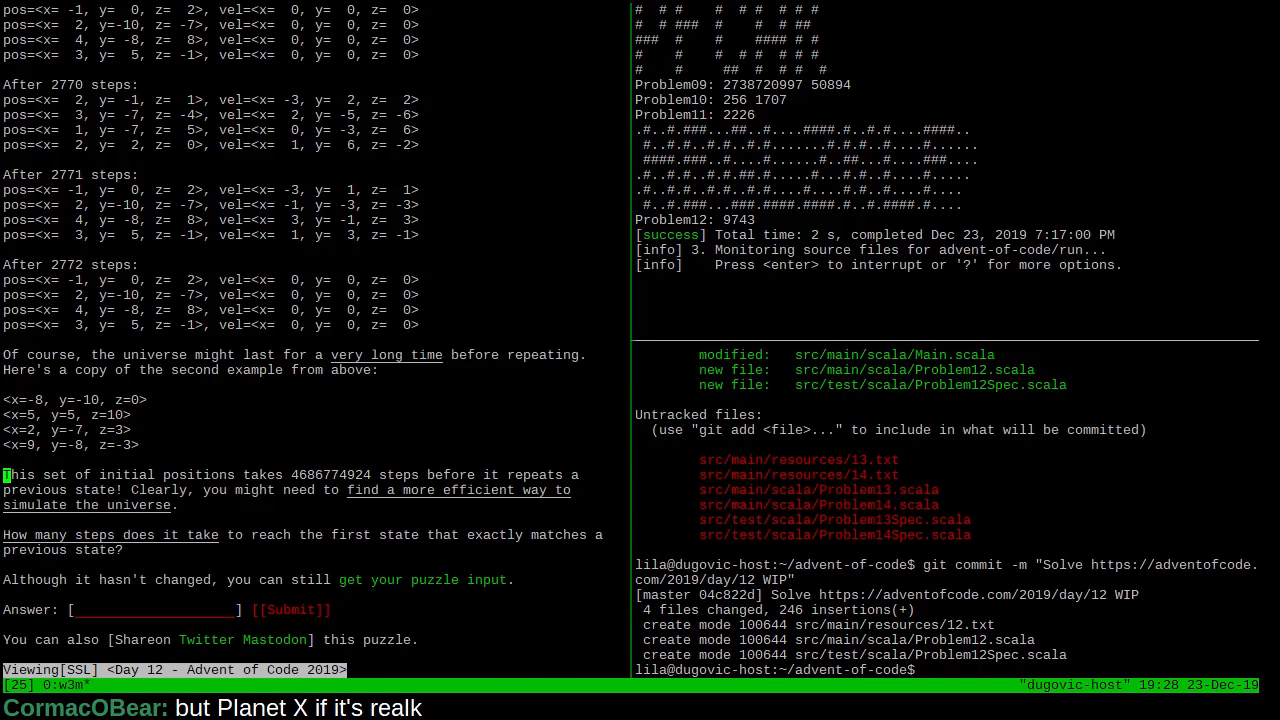 pos=<x= -1, y=  0, z=  2>, vel=<x=  0, y=  0, z=  0>
pos=<x=  2, y=-10, z= -7>, vel=<x=  0, y=  0, z=  0>
pos=<x=  4, y= -8, z=  8>, vel=<x=  0, y=  0, z=  0>
pos=<x=  3, y=  5, z= -1>, vel=<x=  0, y=  0, z=  0>
After 2770 steps:
pos=<x=  2, y= -1, z=  1>, vel=<x= -3, y=  2, z=  2>
pos=<x=  3, y= -7, z= -4>, vel=<x=  2, y= -5, z= -6>
pos=<x=  1, y= -7, z=  5>, vel=<x=  0, y= -3, z=  6>
pos=<x=  2, y=  2, z=  0>, vel=<x=  1, y=  6, z= -2>
After 2771 steps:
pos=<x= -1, y=  0, z=  2>, vel=<x= -3, y=  1, z=  1>
pos=<x=  2, y=-10, z= -7>, vel=<x= -1, y= -3, z= -3>
pos=<x=  4, y= -8, z=  8>, vel=<x=  3, y= -1, z=  3>
pos=<x=  3, y=  5, z= -1>, vel=<x=  1, y=  3, z= -1>
After 2772 steps:
pos=<x= -1, y=  0, z=  2>, vel=<x=  0, y=  0, z=  0>
pos=<x=  2, y=-10, z= -7>, vel=<x=  0, y=  0, z=  0>
pos=<x=  4, y= -8, z=  8>, vel=<x=  0, y=  0, z=  0>
pos=<x=  3, y=  5, z= -1>, vel=<x=  0, y=  0, z=  0>
Of course, the universe might last for a very long time before repeating.
Here's a copy of the second example from above:
<x=-8, y=-10, z=0>
<x=5, y=5, z=10>
<x=2, y=-7, z=3>
<x=9, y=-8, z=-3>
This set of initial positions takes 4686774924 steps before it repeats a
previous state! Clearly, you might need to find a more efficient way to
simulate the universe.
How many steps does it take to reach the first state that exactly matches a
previous state?
Although it hasn't changed, you can still get your puzzle input.
Answer: [____________________] [[Submit]]
You can also [Shareon Twitter Mastodon] this puzzle.
Viewing[SSL] <Day 12 - Advent of Code 2019>
#  # #    #  # #  # # #
#  # ###  #    #  # ##
###  #    #    #### # #
#    #    #  # #  # # #
#    #     ##  #  # #  #
Problem09: 2738720997 50894
Problem10: 256 1707
Problem11: 2226
.#..#.###...##..#....####.#..#.#....####..
 #..#.#..#.#..#.#.......#.#.#..#....#......
 ####.###..#....#......#..##...#....###....
.#..#.#..#.#.##.#.....#...#.#..#....#.....
.#..#.#..#.#..#.#....#....#.#..#....#....
 #..#.###...###.####.####.#..#.####.#....
Problem12: 9743
[success] Total time: 2 s, completed Dec 23, 2019 7:17:00 PM
[info] 3. Monitoring source files for advent-of-code/run...
[info]    Press <enter> to interrupt or '?' for more options.
modified:   src/main/scala/Main.scala
new file:   src/main/scala/Problem12.scala
new file:   src/test/scala/Problem12Spec.scala
Untracked files:
(use "git add <file>..." to include in what will be committed)
src/main/resources/13.txt
src/main/resources/14.txt
src/main/scala/Problem13.scala
src/main/scala/Problem14.scala
src/test/scala/Problem13Spec.scala
src/test/scala/Problem14Spec.scala
lila@dugovic-host:~/advent-of-code$ git commit -m "Solve https://adventofcode.
com/2019/day/12 WIP"
[master 04c822d] Solve https://adventofcode.com/2019/day/12 WIP
4 files changed, 246 insertions(+)
create mode 100644 src/main/resources/12.txt
create mode 100644 src/main/scala/Problem12.scala
create mode 100644 src/test/scala/Problem12Spec.scala
lila@dugovic-host:~/advent-of-code$
[25] 0:w3m* "dugovic-host" 19:28 23-Dec-19
CormacOBear: but Planet X if it's realk